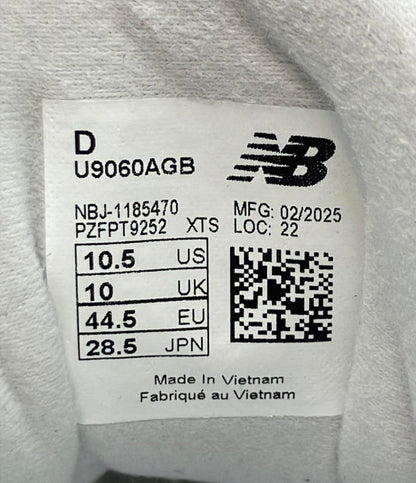 D
U9060AGB
NB
NBJ-1185470
PZFPT9252 XTS
MFG: 02/2025
LOC: 22
10.5 US
10 UK
44.5 EU
28.5 JPN
Made In Vietnam
Fabriqué au Vietnam